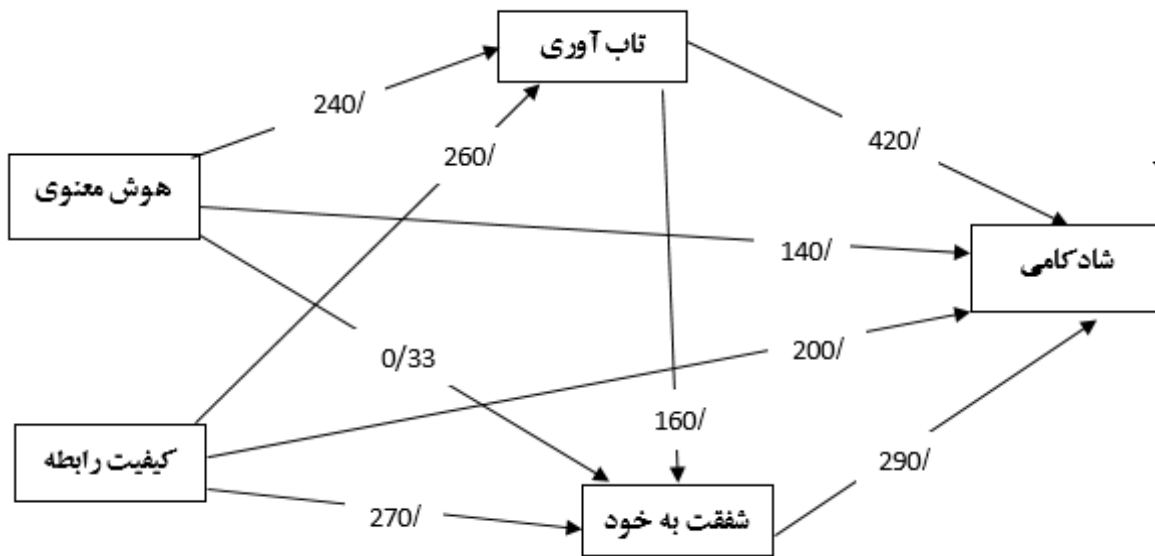 تاب آوری
240/
420/
260/
هوش معنوی
140/
شادکامی
0/33
200/
160/
کیفیت رابطه
290/
270/
شفقت به خود